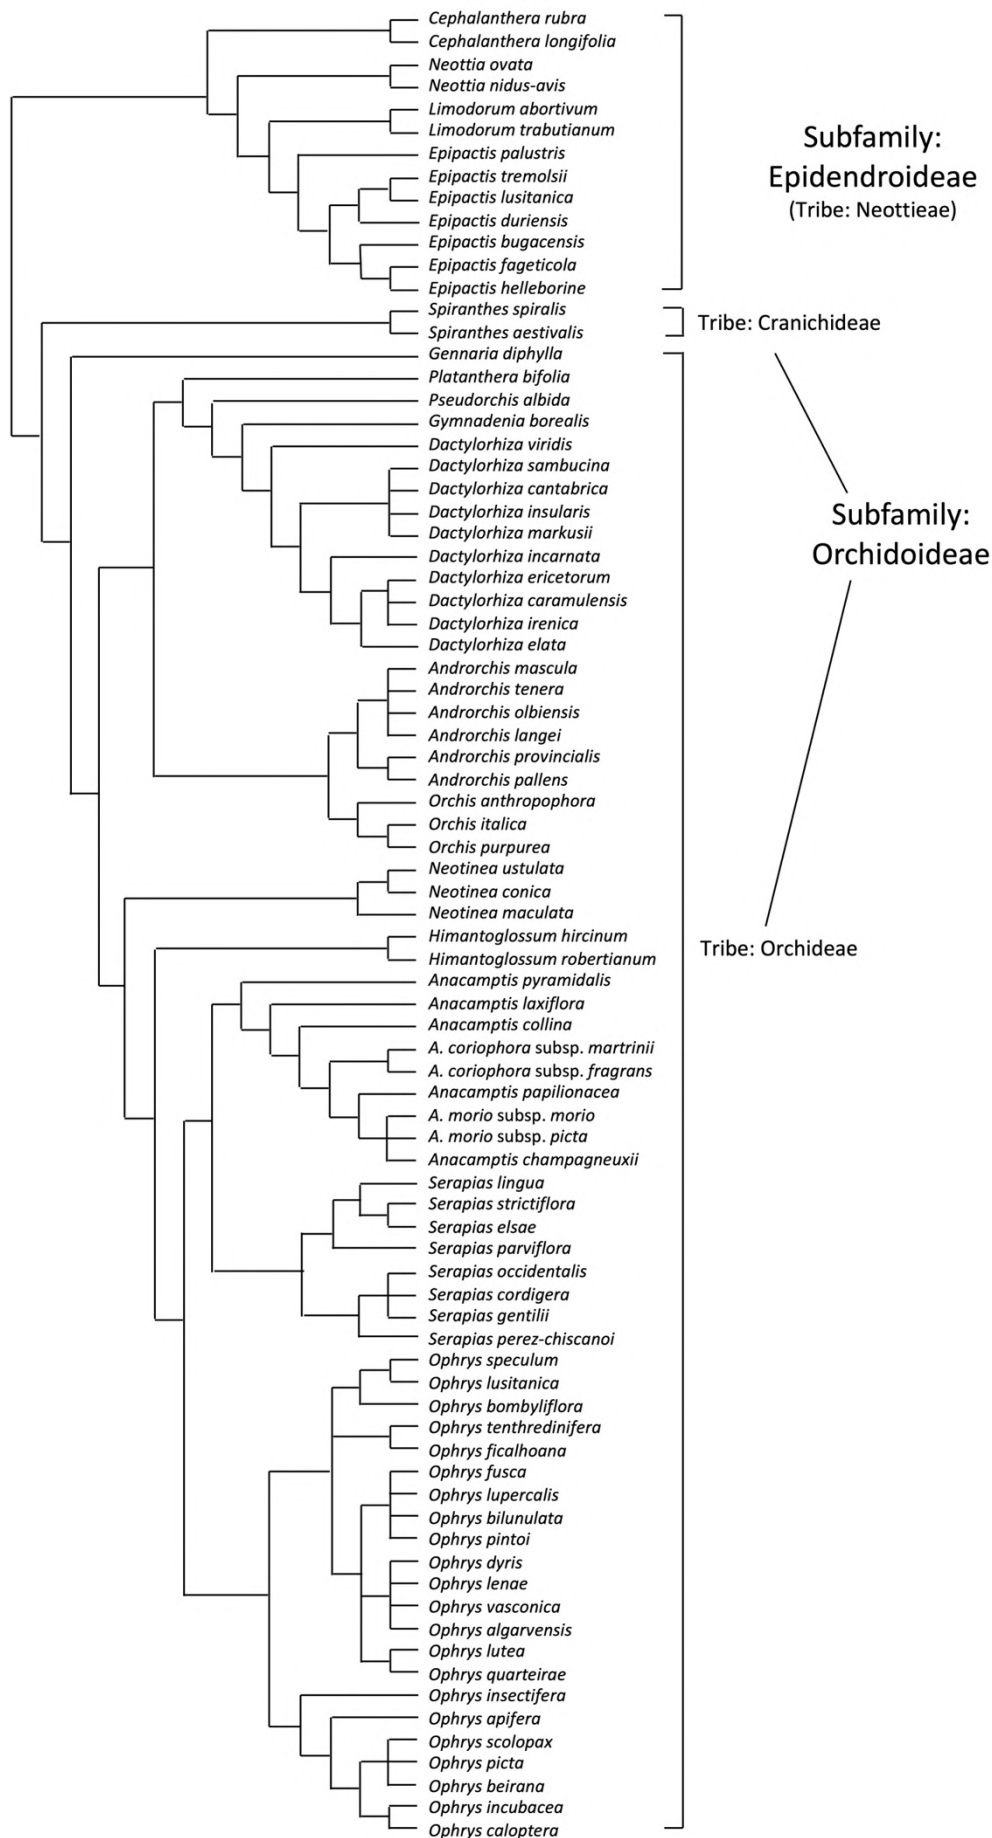 Cephalanthera rubra
Cephalanthera longifolia
Neottia ovata
Neottia nidus-avis
Limodorum abortivum
Limodorum trabutianum
Epipactis palustris
Epipactis tremolsii
Epipactis lusitanica
Epipactis duriensis
Epipactis bugacensis
Epipactis fageticola
Epipactis helleborine
Subfamily:
Epidendroideae
(Tribe: Neottieae)
Spiranthes spiralis
Spiranthes aestivalis
Tribe: Cranichideae
Gennaria diphylla
Platanthera bifolia
Pseudorchis albida
Gymnadenia borealis
Dactylorhiza viridis
Dactylorhiza sambucina
Dactylorhiza cantabrica
Dactylorhiza insularis
Dactylorhiza markusii
Dactylorhiza incarnata
Dactylorhiza ericetorum
Dactylorhiza caramulensis
Dactylorhiza irenica
Dactylorhiza elata
Subfamily:
Orchidoideae
Androrchis mascula
Androrchis tenera
Androrchis olbiensis
Androrchis langei
Androrchis provincialis
Androrchis pallens
Orchis anthropophora
Orchis italica
Orchis purpurea
Neotinea ustulata
Neotinea conica
Neotinea maculata
Himantoglossum hircinum
Himantoglossum robertianum
Tribe: Orchideae
Anacamptis pyramidalis
Anacamptis laxiflora
Anacamptis collina
A. coriophora subsp. martrinii
A. coriophora subsp. fragrans
Anacamptis papilionacea
A. morio subsp. morio
A. morio subsp. picta
Anacamptis champagneuxii
Serapias lingua
Serapias strictiflora
Serapias elsae
Serapias parviflora
Serapias occidentalis
Serapias cordigera
Serapias gentilii
Serapias perez-chiscanoi
Ophrys speculum
Ophrys lusitanica
Ophrys bombyliflora
Ophrys tenthredinifera
Ophrys ficalhoana
Ophrys fusca
Ophrys lupercalis
Ophrys bilunulata
Ophrys pintoi
Ophrys dyris
Ophrys lenae
Ophrys vasconica
Ophrys algarvensis
Ophrys lutea
Ophrys quarteirae
Ophrys insectifera
Ophrys apifera
Ophrys scolopax
Ophrys picta
Ophrys beirana
Ophrys incubacea
Ophrys caloptera